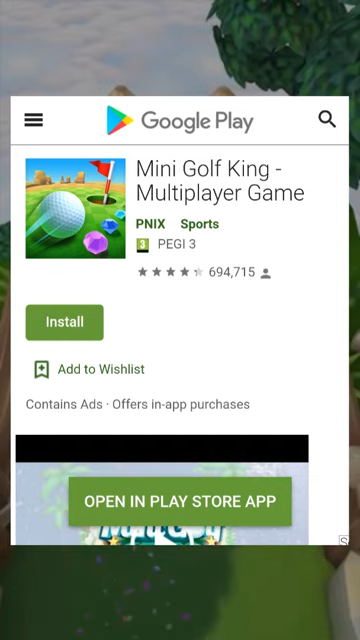 Google Play
Mini Golf King -
Multiplayer Game
PNIX Sports
3 PEGI 3
694,715
Install
Add to Wishlist
Contains Ads · Offers in-app purchases
OPEN IN PLAY STORE APP